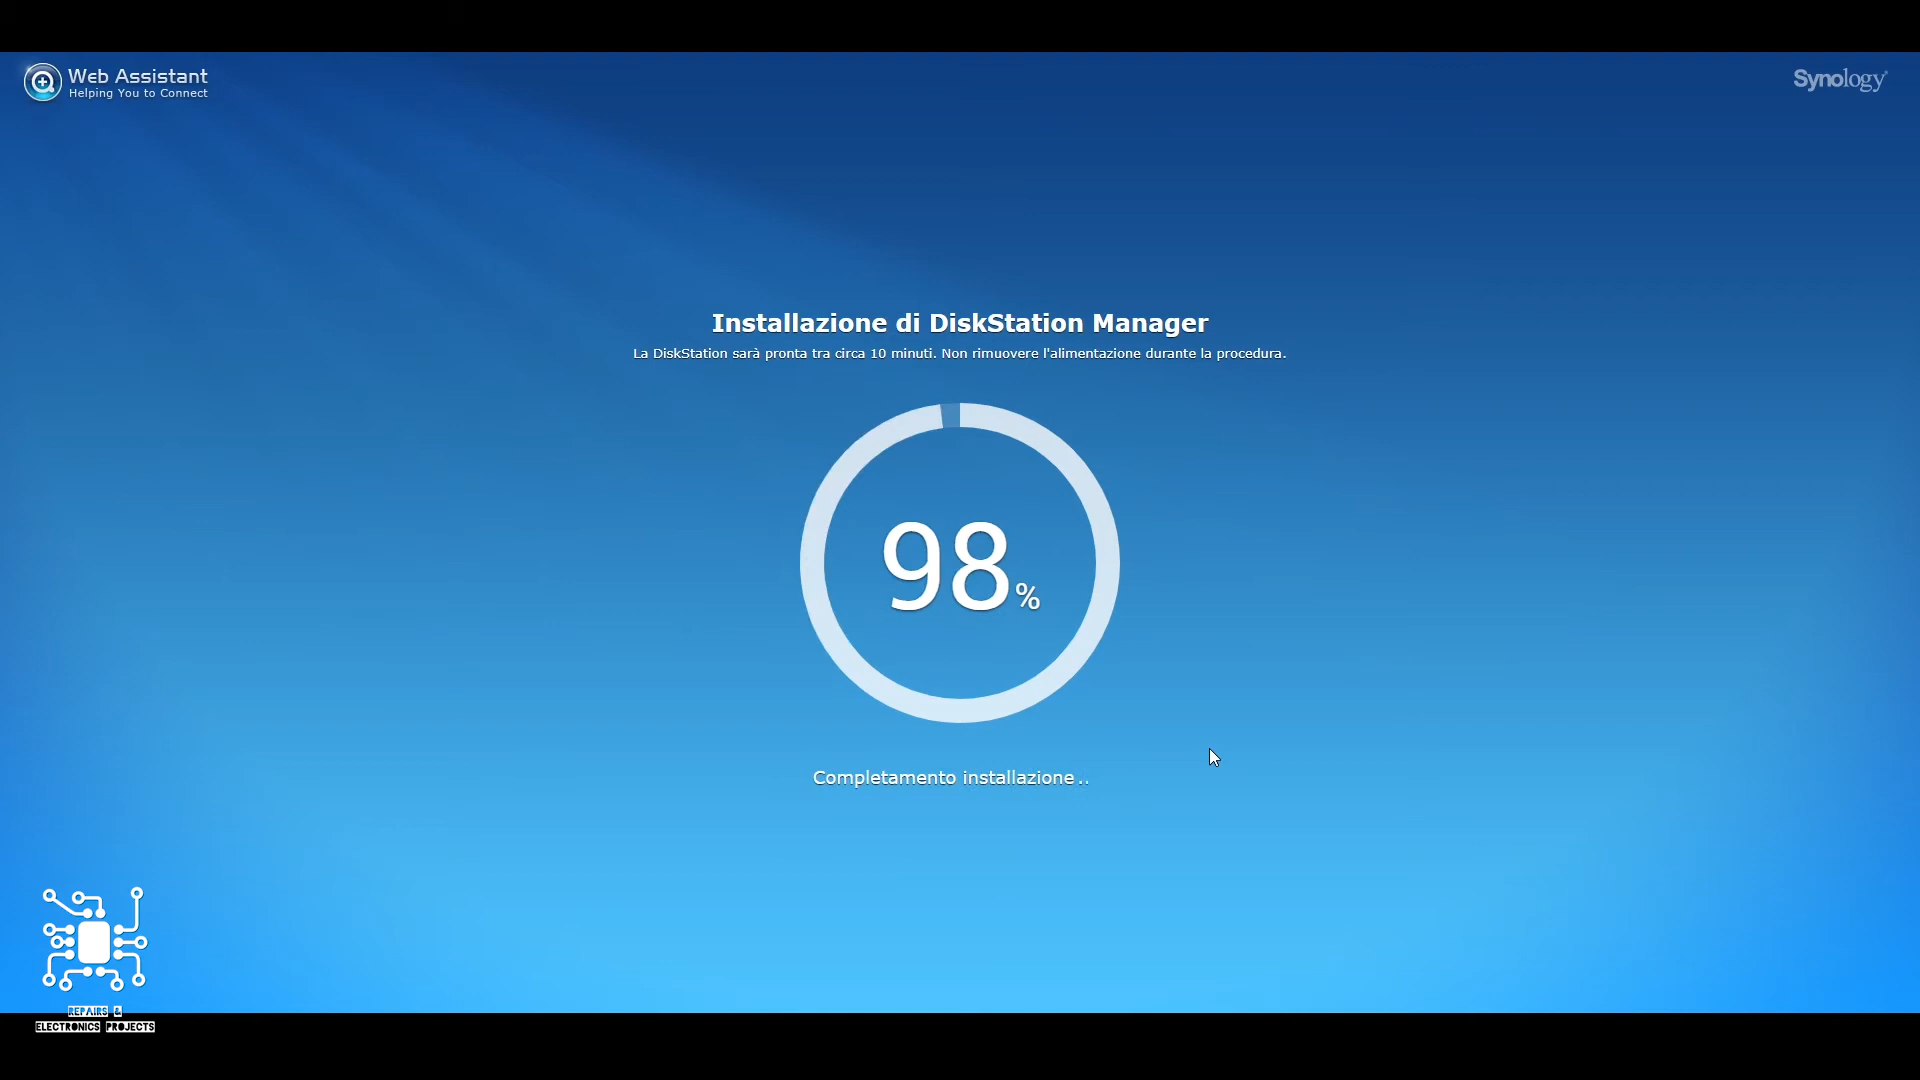 Web Assistant
Helping You to Connect
Synology
Installazione di DiskStation Manager
La DiskStation sarà pronta tra circa 10 minuti. Non rimuovere l'alimentazione durante la procedura.
98%
Completamento installazione..
REPAIRS &
ELECTRONICS PROJECTS